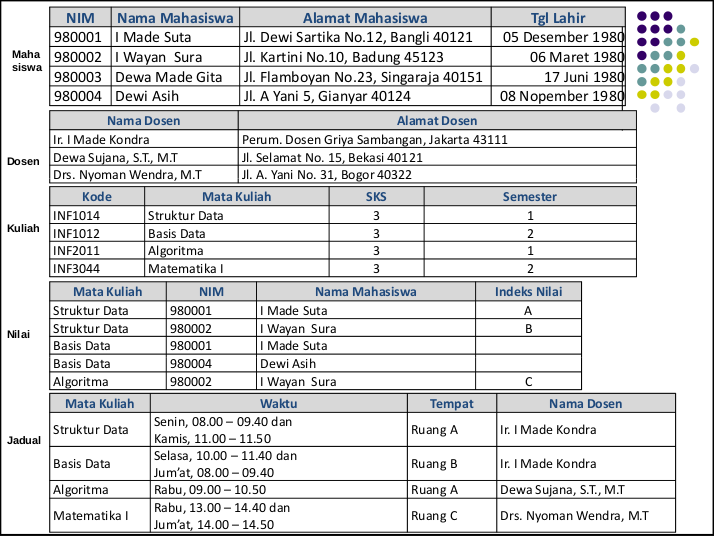 Maha
siswa
NIM Nama Mahasiswa Alamat Mahasiswa Tgl Lahir
980001 I Made Suta Jl. Dewi Sartika No.12, Bangli 40121 05 Desember 1980
980002 I Wayan Sura Jl. Kartini No.10, Badung 45123 06 Maret 1980
980003 Dewa Made Gita Jl. Flamboyan No.23, Singaraja 40151 17 Juni 1980
980004 Dewi Asih Jl. A Yani 5, Gianyar 40124 08 Nopember 1980
Dosen
Nama Dosen Alamat Dosen
Ir. I Made Kondra Perum. Dosen Griya Sambangan, Jakarta 43111
Dewa Sujana, S.T., M.T Jl. Selamat No. 15, Bekasi 40121
Drs. Nyoman Wendra, M.T Jl. A. Yani No. 31, Bogor 40322
Kuliah
Kode Mata Kuliah SKS Semester
INF1014 Struktur Data 3 1
INF1012 Basis Data 3 2
INF2011 Algoritma 3 1
INF3044 Matematika I 3 2
Nilai
Mata Kuliah NIM Nama Mahasiswa Indeks Nilai
Struktur Data 980001 I Made Suta A
Struktur Data 980002 I Wayan Sura B
Basis Data 980001 I Made Suta
Basis Data 980004 Dewi Asih
Algoritma 980002 I Wayan Sura C
Jadual
Mata Kuliah Waktu Tempat Nama Dosen
Struktur Data Senin, 08.00 – 09.40 dan
Kamis, 11.00 – 11.50 Ruang A Ir. I Made Kondra
Basis Data Selasa, 10.00 – 11.40 dan
Jum’at, 08.00 – 09.40 Ruang B Ir. I Made Kondra
Algoritma Rabu, 09.00 – 10.50 Ruang A Dewa Sujana, S.T., M.T
Matematika I Rabu, 13.00 – 14.40 dan
Jum’at, 14.00 – 14.50 Ruang C Drs. Nyoman Wendra, M.T